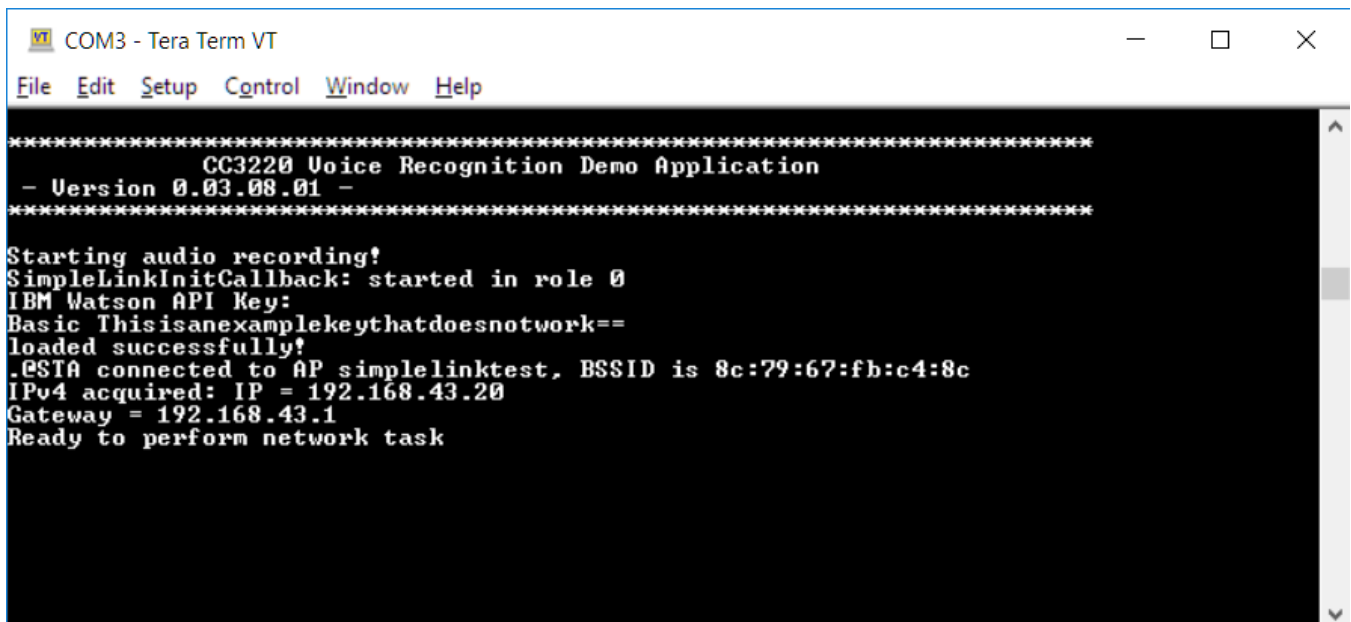 COM3 - Tera Term VT
File Edit Setup Control Window Help
*************************************************************************
CC3220 Voice Recognition Demo Application
- Version 0.03.08.01 -
*************************************************************************
Starting audio recording!
SimpleLinkInitCallback: started in role 0
IBM Watson API Key:
Basic Thisisanexamplekeythatdoesnotwork==
loaded successfully!
.@STA connected to AP simplelinktest, BSSID is 8c:79:67:fb:c4:8c
IPv4 acquired: IP = 192.168.43.20
Gateway = 192.168.43.1
Ready to perform network task